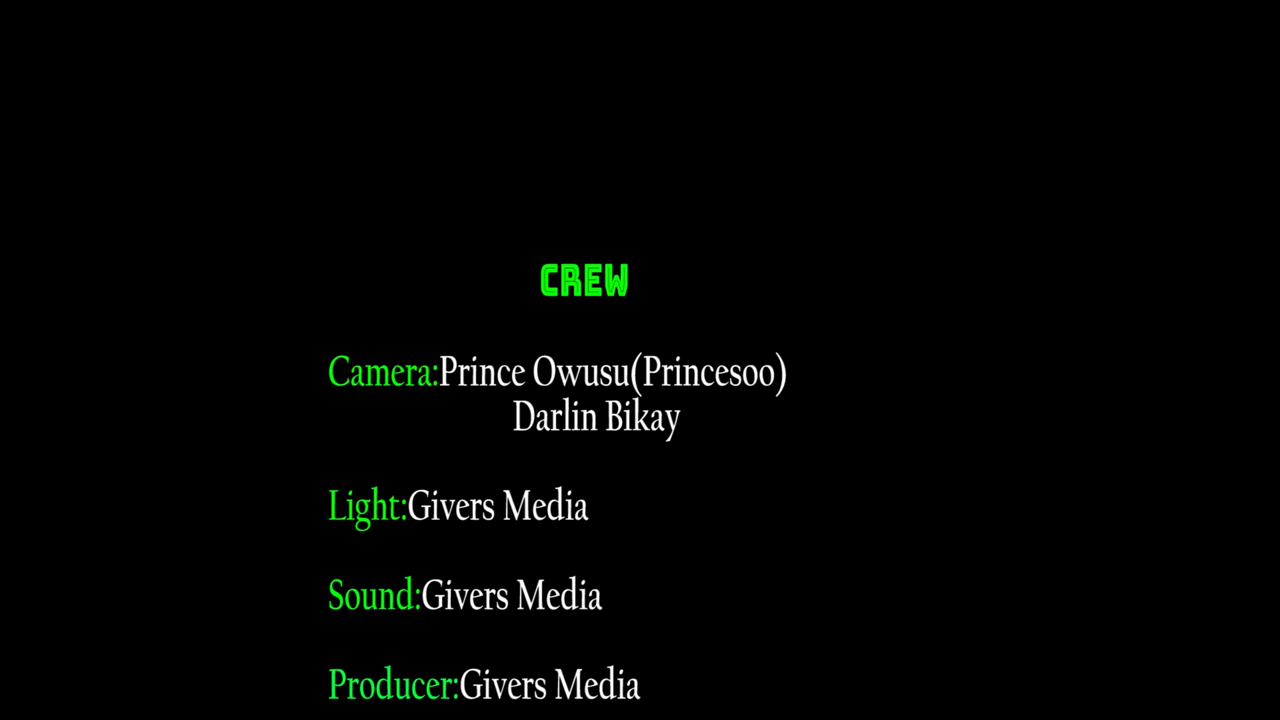 CREW
Camera:Prince Owusu(Princesoo)
Darlin Bikay
Light:Givers Media
Sound:Givers Media
Producer:Givers Media